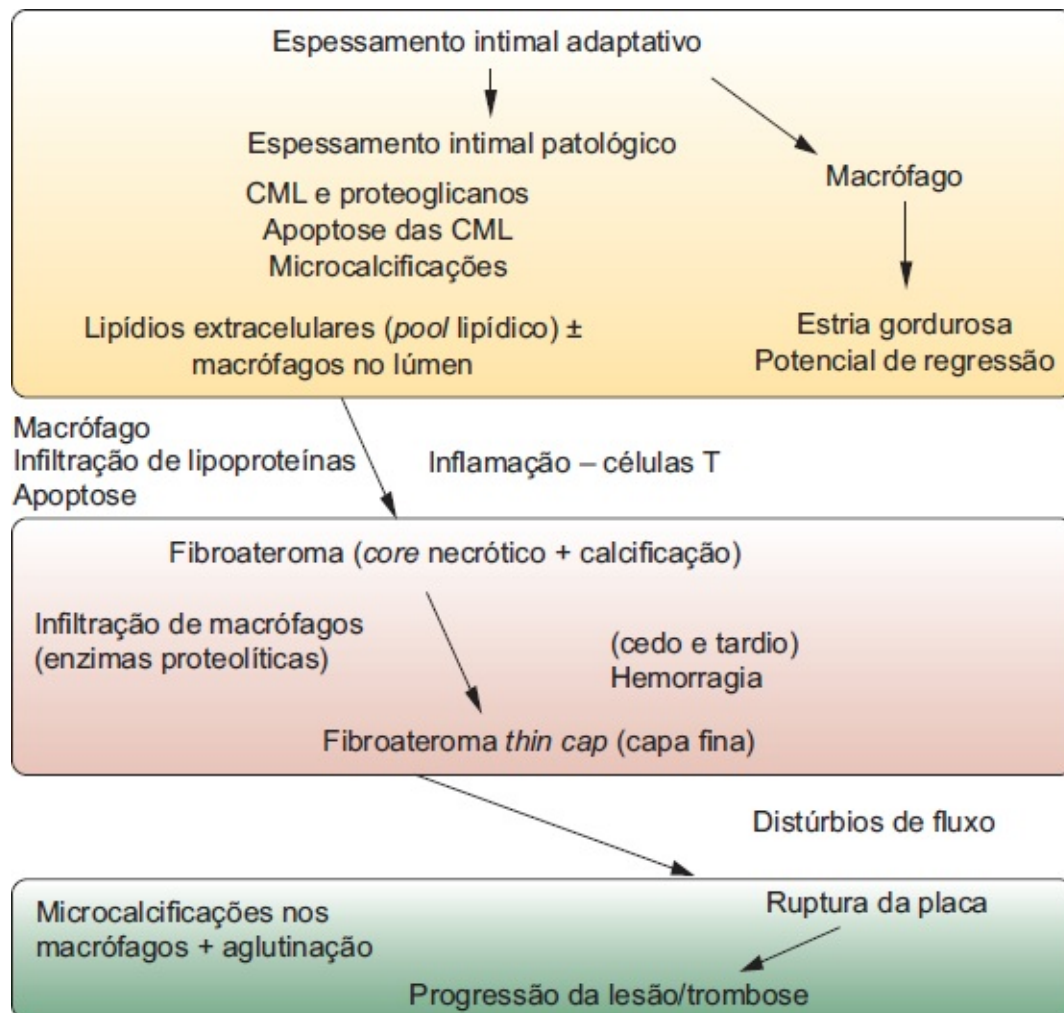 Espessamento intimal adaptativo
Espessamento intimal patológico
CML e proteoglicanos
Apoptose das CML
Microcalcificações
Lipídios extracelulares (pool lipídico) ±
macrófagos no lúmen
Macrófago
Estria gordurosa
Potencial de regressão
Macrófago
Infiltração de lipoproteínas
Apoptose
Inflamação – células T
Fibroateroma (core necrótico + calcificação)
Infiltração de macrófagos
(enzimas proteolíticas)
(cedo e tardio)
Hemorragia
Fibroateroma thin cap (capa fina)
Distúrbios de fluxo
Ruptura da placa
Microcalcificações nos
macrófagos + aglutinação
Progressão da lesão/trombose